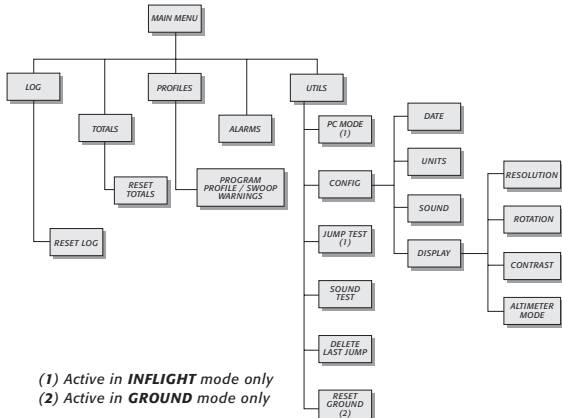 MAIN MENU
LOG
TOTALS
PROFILES
ALARMS
UTILS
RESET
TOTALS
PROGRAM
PROFILE / SWOOP
WARNINGS
RESET LOG
PC MODE
(1)
CONFIG
JUMP TEST
(1)
SOUND
TEST
DELETE
LAST JUMP
RESET
GROUND
(2)
DATE
UNITS
SOUND
DISPLAY
RESOLUTION
ROTATION
CONTRAST
ALTIMETER
MODE
(1) Active in INFLIGHT mode only
(2) Active in GROUND mode only